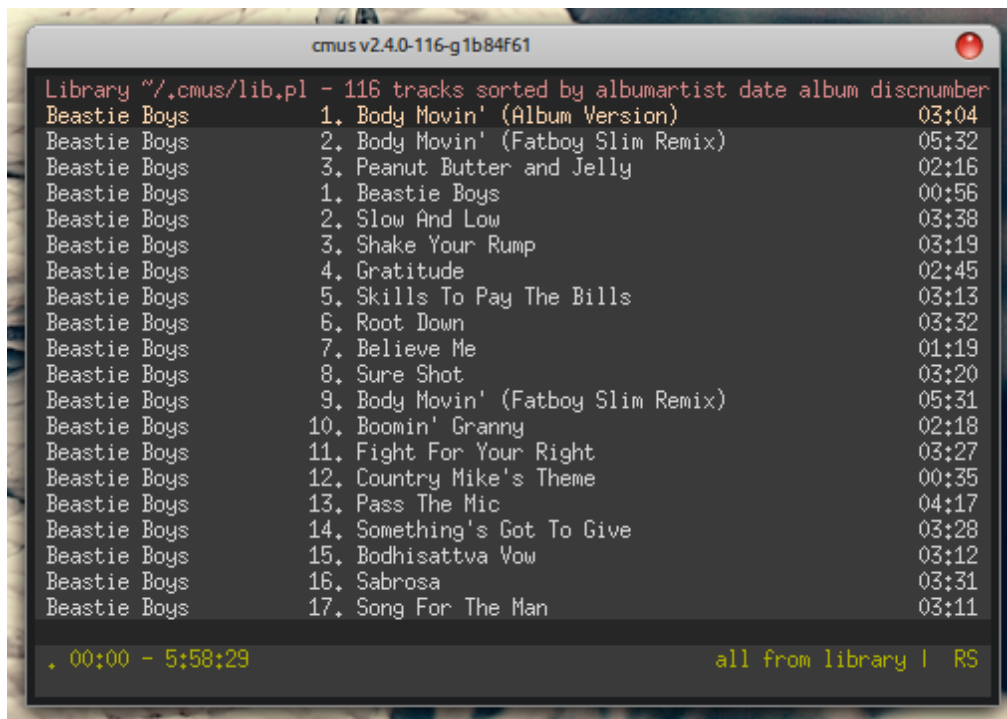 cmus v2.4.0-116-g1b84f61
Library ~/.cmus/lib.pl - 116 tracks sorted by albumartist date album discnumber
Beastie Boys 1. Body Movin' (Album Version) 03:04
Beastie Boys 2. Body Movin' (Fatboy Slim Remix) 05:32
Beastie Boys 3. Peanut Butter and Jelly 02:16
Beastie Boys 1. Beastie Boys 00:56
Beastie Boys 2. Slow And Low 03:38
Beastie Boys 3. Shake Your Rump 03:19
Beastie Boys 4. Gratitude 02:45
Beastie Boys 5. Skills To Pay The Bills 03:13
Beastie Boys 6. Root Down 03:32
Beastie Boys 7. Believe Me 01:19
Beastie Boys 8. Sure Shot 03:20
Beastie Boys 9. Body Movin' (Fatboy Slim Remix) 05:31
Beastie Boys 10. Boomin' Granny 02:18
Beastie Boys 11. Fight For Your Right 03:27
Beastie Boys 12. Country Mike's Theme 00:35
Beastie Boys 13. Pass The Mic 04:17
Beastie Boys 14. Something's Got To Give 03:28
Beastie Boys 15. Bodhisattva Vow 03:12
Beastie Boys 16. Sabrosa 03:31
Beastie Boys 17. Song For The Man 03:11
. 00:00 - 5:58:29 all from library | RS